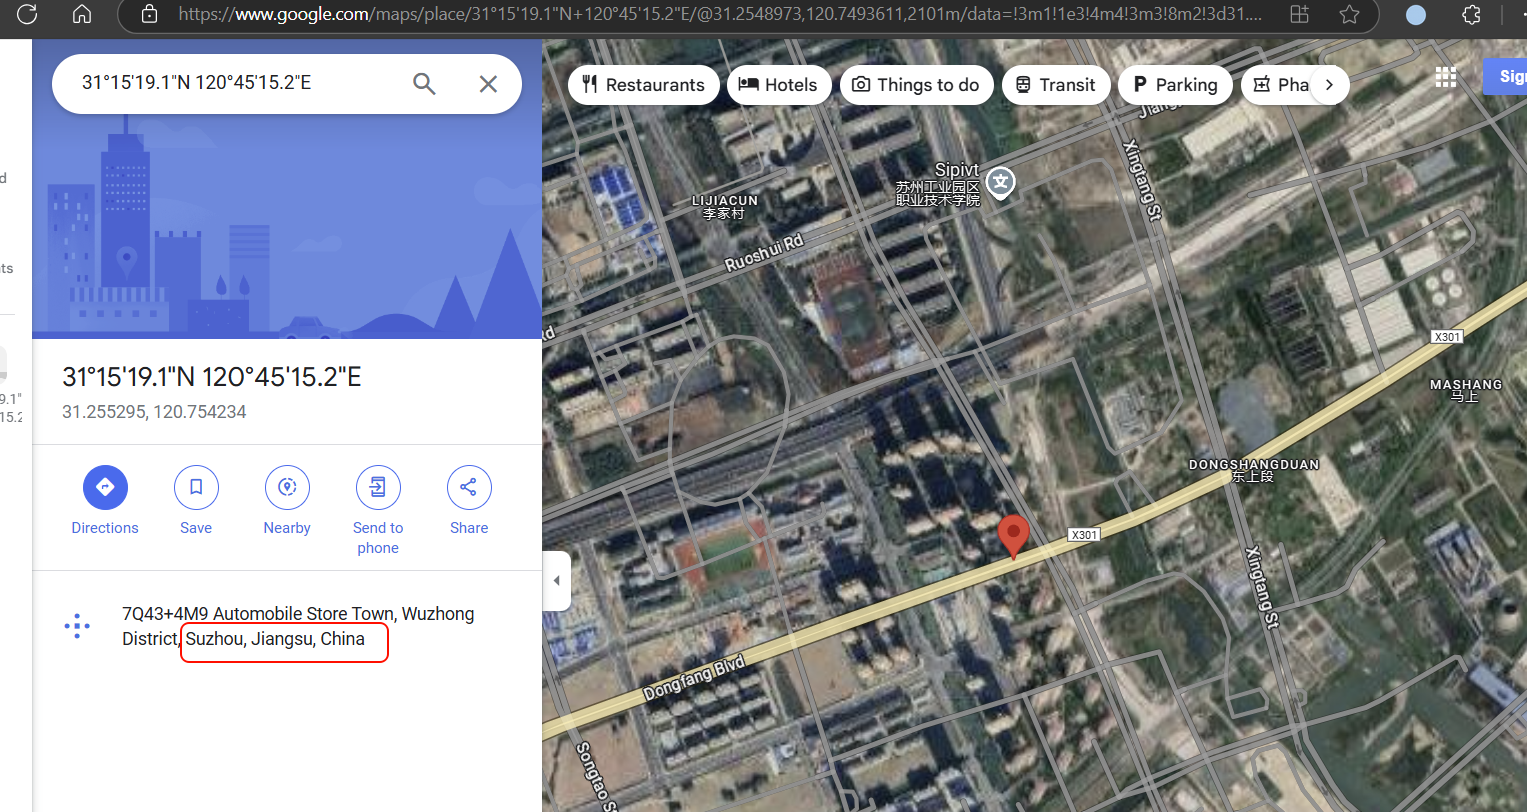 https://www.google.com/maps/place/31°15'19.1"N+120°45'15.2"E/@31.2548973,120.7493611,2101m/data=!3m1!1e3!4m4!3m3!8m2!3d31....
31°15'19.1"N 120°45'15.2"E
Restaurants
Hotels
Things to do
Transit
Parking
Pha
Sign
31°15'19.1"N 120°45'15.2"E
31.255295, 120.754234
Directions
Save
Nearby
Send to
phone
Share
7Q43+4M9 Automobile Store Town, Wuzhong
District, Suzhou, Jiangsu, China
d
ts
9.1"
15.2
Jiang
Xingtang St
Sipivt
苏州工业园区
职业技术学院
文
LIJIACUN
李家村
Ruoshui Rd
Rd
X301
MASHANG
马上
DONGSHANGDUAN
东上段
X301
Xingtang St
Dongfang Blvd
Songtao S